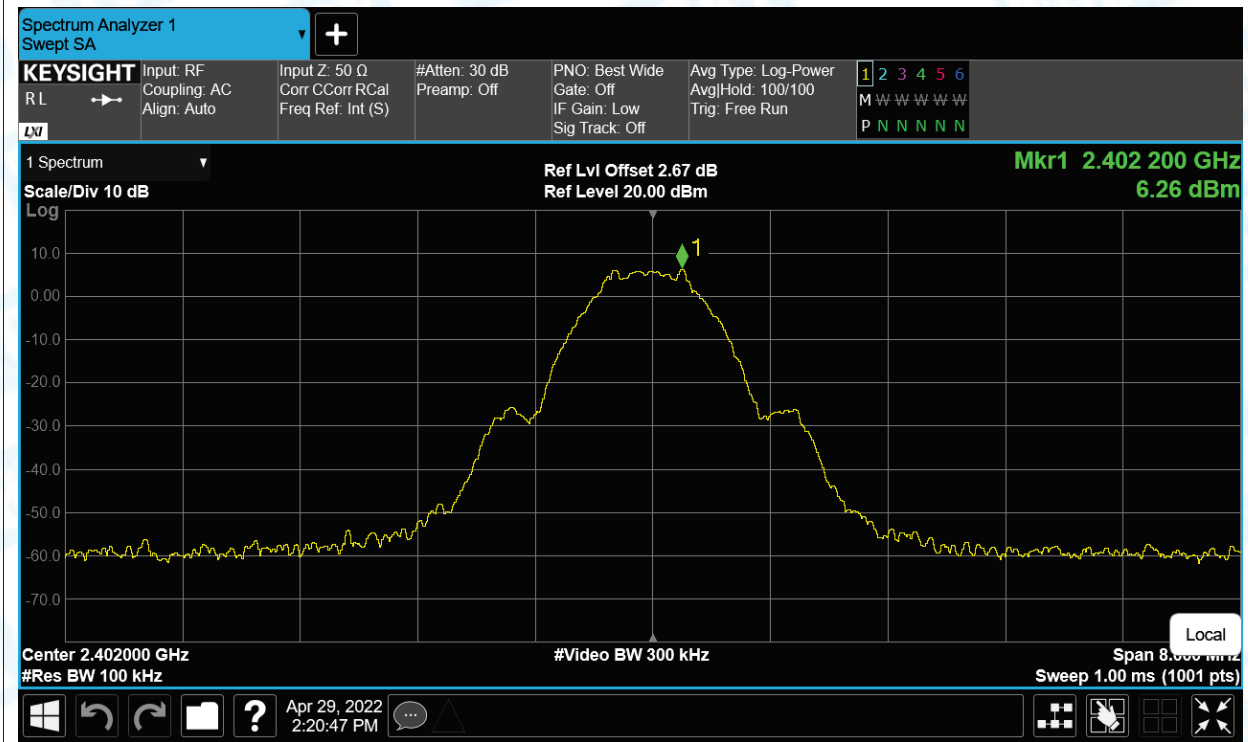 Spectrum Analyzer 1
Swept SA
KEYSIGHT
R L
LXI
Input: RF
Coupling: AC
Align: Auto
Input Z: 50 Ω
Corr CCorr RCal
Freq Ref: Int (S)
#Atten: 30 dB
Preamp: Off
PNO: Best Wide
Gate: Off
IF Gain: Low
Sig Track: Off
Avg Type: Log-Power
Avg|Hold: 100/100
Trig: Free Run
1 2 3 4 5 6
M W W W W W
P N N N N N
1 Spectrum
Scale/Div 10 dB
Log
Ref Lvl Offset 2.67 dB
Ref Level 20.00 dBm
Mkr1 2.402 200 GHz
6.26 dBm
1
10.0
0.00
-10.0
-20.0
-30.0
-40.0
-50.0
-60.0
-70.0
Local
Center 2.402000 GHz
#Res BW 100 kHz
#Video BW 300 kHz
Span 8.000 MHz
Sweep 1.00 ms (1001 pts)
Apr 29, 2022
2:20:47 PM